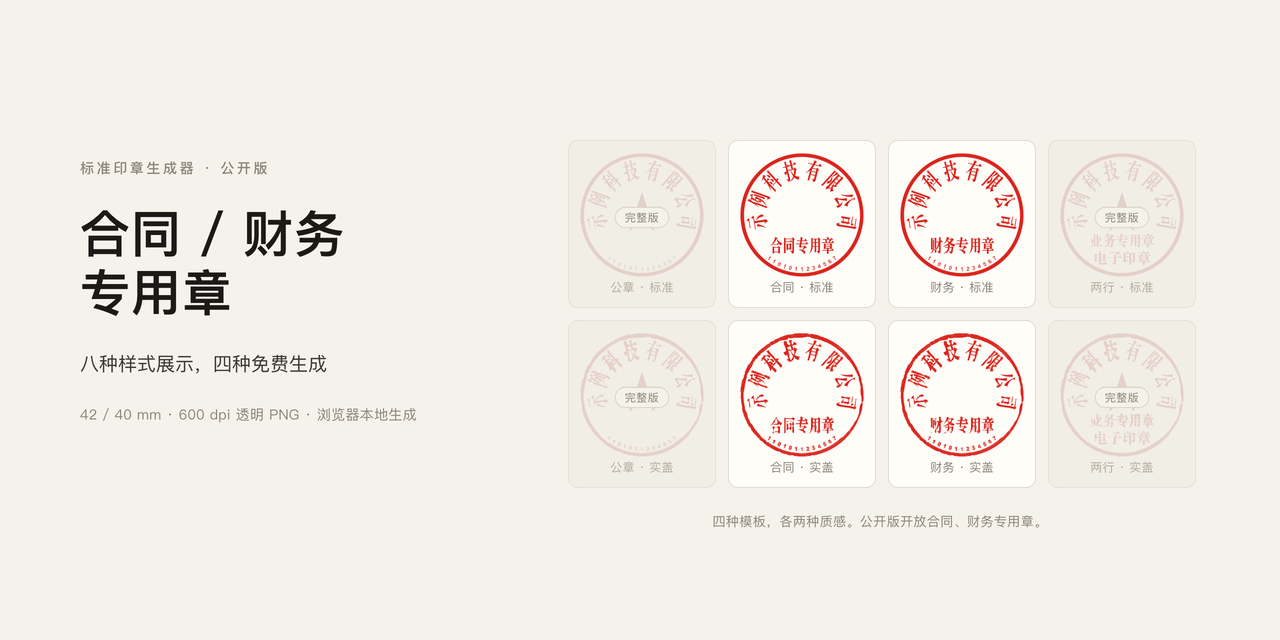 标准印章生成器 · 公开版
合同 / 财务
专用章
八种样式展示，四种免费生成
42 / 40 mm · 600 dpi 透明 PNG · 浏览器本地生成
示例科技有限公司
完整版
1101011234567
公章 · 标准
示例科技有限公司
合同专用章
1101011234567
合同 · 标准
示例科技有限公司
财务专用章
1101011234567
财务 · 标准
示例科技有限公司
完整版
业务专用章
电子印章
两行 · 标准
示例科技有限公司
完整版
1101011234567
公章 · 实盖
示例科技有限公司
合同专用章
1101011234567
合同 · 实盖
示例科技有限公司
财务专用章
1101011234567
财务 · 实盖
示例科技有限公司
完整版
业务专用章
电子印章
两行 · 实盖
四种模板，各两种质感。公开版开放合同、财务专用章。